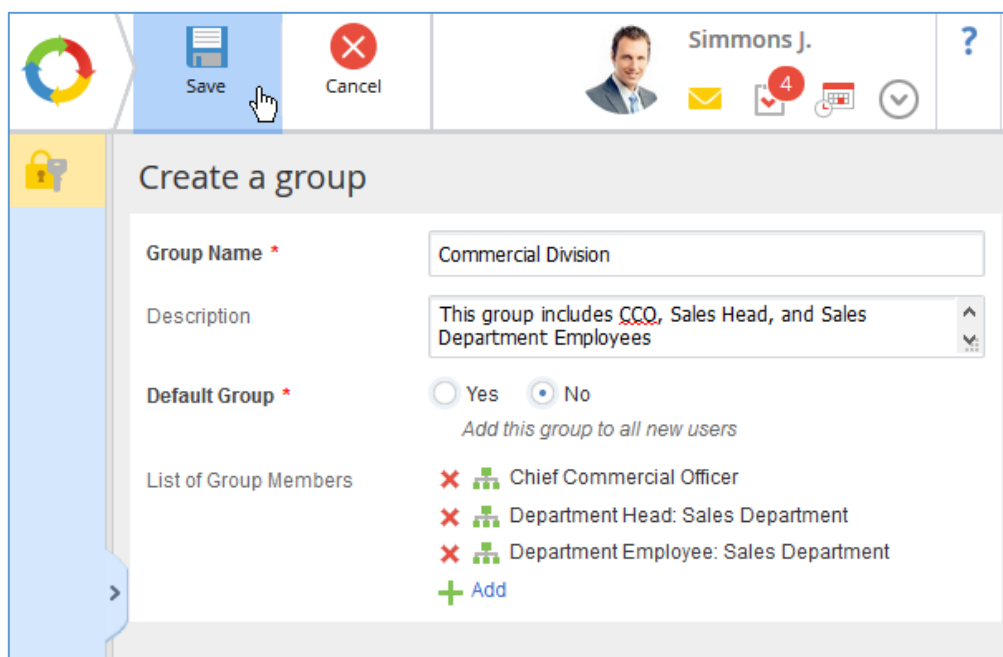 Save
Cancel
Simmons J.
4
?
Create a group
Group Name *
Commercial Division
Description
This group includes CCO, Sales Head, and Sales
Department Employees
Default Group *
Yes
No
Add this group to all new users
List of Group Members
Chief Commercial Officer
Department Head: Sales Department
Department Employee: Sales Department
Add